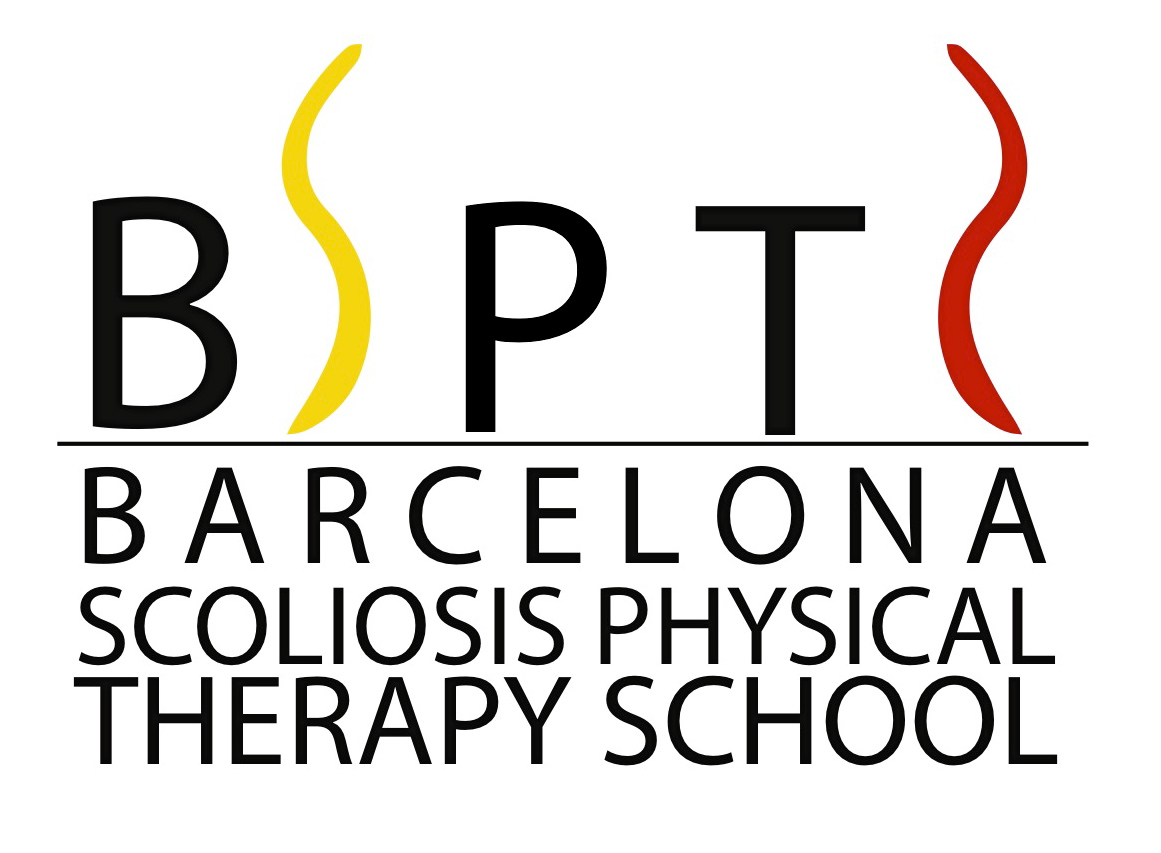 BSPTS
BARCELONA
SCOLIOSIS PHYSICAL
THERAPY SCHOOL